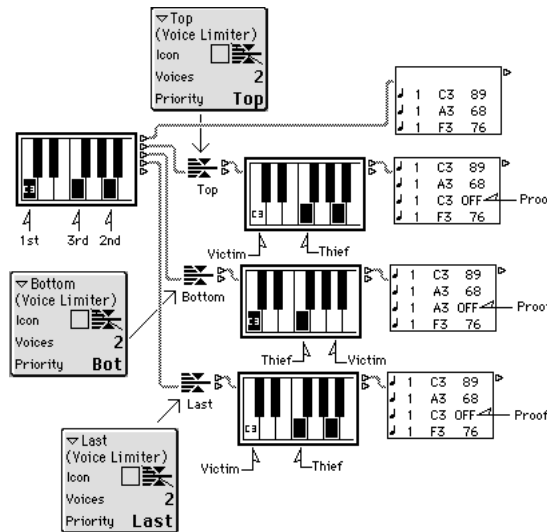 ▽Top
(Voice Limiter)
Icon
Voices 2
Priority Top
♩ 1 C3 89
♩ 1 A3 68
♩ 1 F3 76
C3
1st 3rd 2nd
Top
C3
Victim Thief
♩ 1 C3 89
♩ 1 A3 68
♩ 1 C3 OFF Proof
♩ 1 F3 76
▽Bottom
(Voice Limiter)
Icon
Voices 2
Priority Bot
Bottom
C3
Thief Victim
♩ 1 C3 89
♩ 1 A3 68
♩ 1 A3 OFF Proof
♩ 1 F3 76
Last
C3
Victim Thief
♩ 1 C3 89
♩ 1 A3 68
♩ 1 C3 OFF Proof
♩ 1 F3 76
▽Last
(Voice Limiter)
Icon
Voices 2
Priority Last